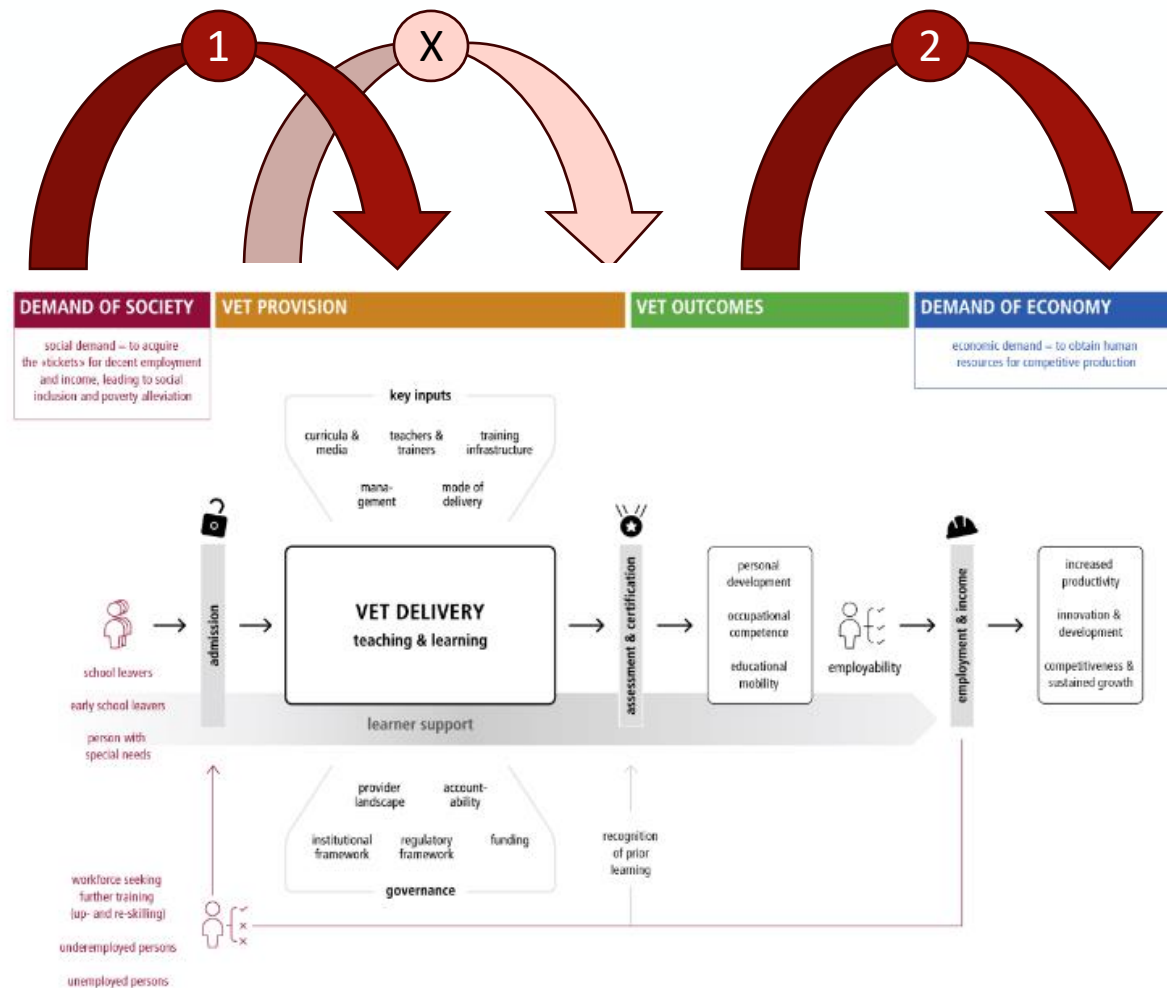 1
X
2
DEMAND OF SOCIETY
VET PROVISION
VET OUTCOMES
DEMAND OF ECONOMY
social demand – to acquire
the «tickets» for decent employment
and income, leading to social
inclusion and poverty alleviation
economic demand – to obtain human
resources for competitive production
key inputs
curricula &
media
teachers &
trainers
training
infrastructure
mana-
gement
mode of
delivery
admission
VET DELIVERY
teaching & learning
assessment & certification
personal
development
occupational
competence
educational
mobility
employability
employment & income
increased
productivity
innovation &
development
competitiveness &
sustained growth
school leavers
early school leavers
person with
special needs
learner support
provider
landscape
account-
ability
institutional
framework
regulatory
framework
funding
governance
recognition
of prior
learning
workforce seeking
further training
(up- and re-skilling)
underemployed persons
unemployed persons